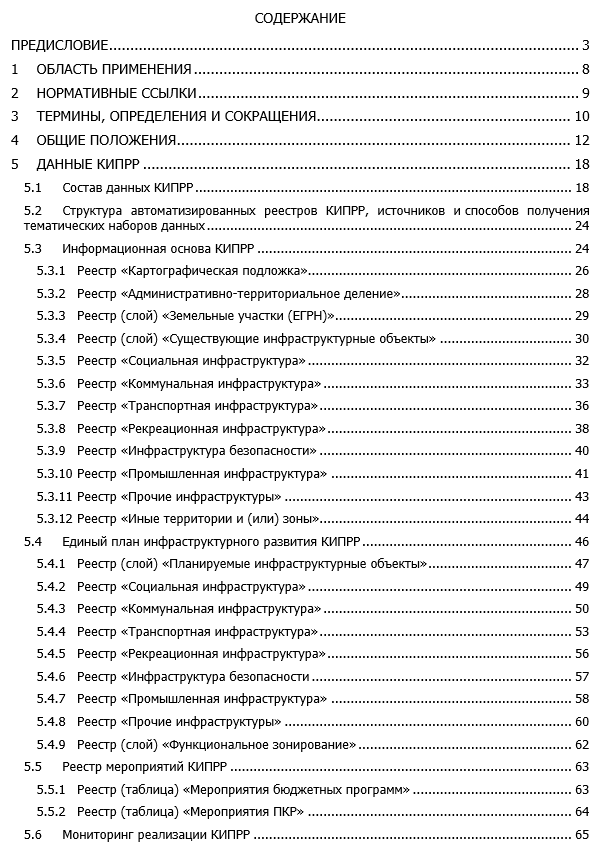 СОДЕРЖАНИЕ
ПРЕДИСЛОВИЕ 3
1 ОБЛАСТЬ ПРИМЕНЕНИЯ 8
2 НОРМАТИВНЫЕ ССЫЛКИ 9
3 ТЕРМИНЫ, ОПРЕДЕЛЕНИЯ И СОКРАЩЕНИЯ 10
4 ОБЩИЕ ПОЛОЖЕНИЯ 12
5 ДАННЫЕ КИПРР 18
5.1 Состав данных КИПРР 18
5.2 Структура автоматизированных реестров КИПРР, источников и способов получения
тематических наборов данных 24
5.3 Информационная основа КИПРР 24
5.3.1 Реестр «Картографическая подложка» 26
5.3.2 Реестр «Административно-территориальное деление» 28
5.3.3 Реестр (слой) «Земельные участки (ЕГРН)» 29
5.3.4 Реестр (слой) «Существующие инфраструктурные объекты» 30
5.3.5 Реестр «Социальная инфраструктура» 32
5.3.6 Реестр «Коммунальная инфраструктура» 33
5.3.7 Реестр «Транспортная инфраструктура» 36
5.3.8 Реестр «Рекреационная инфраструктура» 38
5.3.9 Реестр «Инфраструктура безопасности» 40
5.3.10 Реестр «Промышленная инфраструктура» 41
5.3.11 Реестр «Прочие инфраструктуры» 43
5.3.12 Реестр «Иные территории и (или) зоны» 44
5.4 Единый план инфраструктурного развития КИПРР 46
5.4.1 Реестр (слой) «Планируемые инфраструктурные объекты» 47
5.4.2 Реестр «Социальная инфраструктура» 49
5.4.3 Реестр «Коммунальная инфраструктура» 50
5.4.4 Реестр «Транспортная инфраструктура» 53
5.4.5 Реестр «Рекреационная инфраструктура» 56
5.4.6 Реестр «Инфраструктура безопасности 57
5.4.7 Реестр «Промышленная инфраструктура» 58
5.4.8 Реестр «Прочие инфраструктуры» 60
5.4.9 Реестр (слой) «Функциональное зонирование» 62
5.5 Реестр мероприятий КИПРР 63
5.5.1 Реестр (таблица) «Мероприятия бюджетных программ» 63
5.5.2 Реестр (таблица) «Мероприятия ПКР» 64
5.6 Мониторинг реализации КИПРР 65